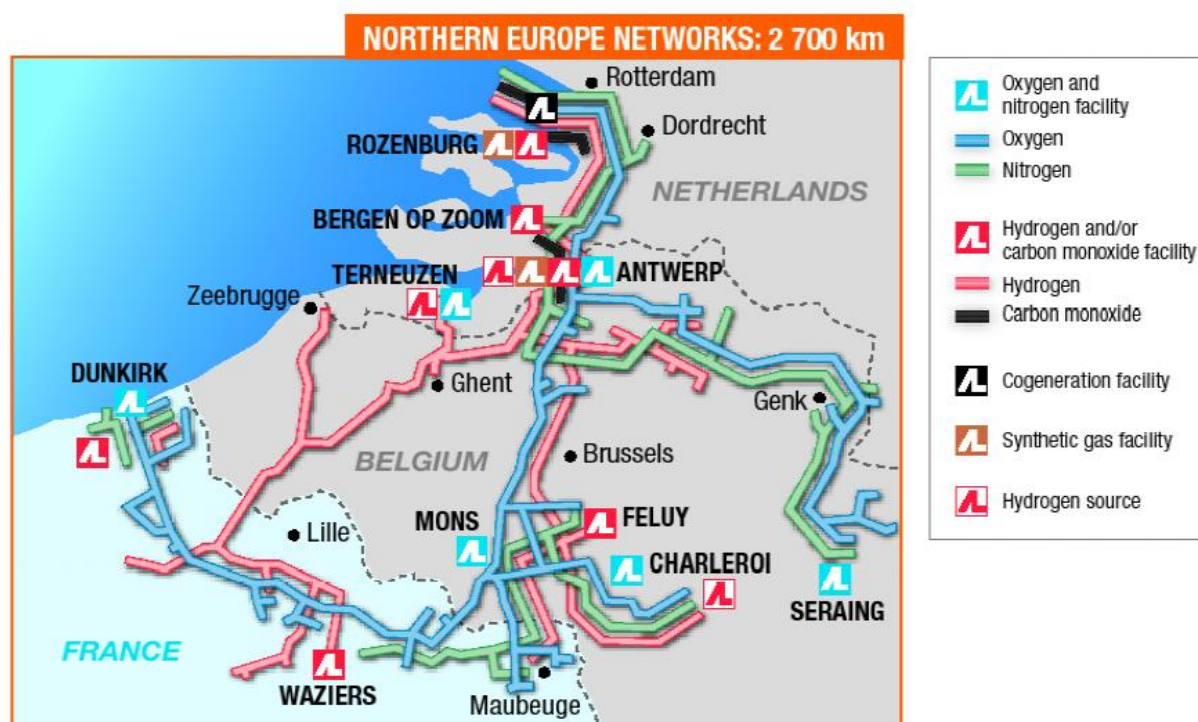 NORTHERN EUROPE NETWORKS: 2 700 km
Rotterdam
Dordrecht
ROZENBURG
NETHERLANDS
BERGEN OP ZOOM
TERNEUZEN
ANTWERP
Zeebrugge
DUNKIRK
Ghent
Genk
BELGIUM
Brussels
Lille
MONS
FELUY
CHARLEROI
SERAING
FRANCE
WAZIERS
Maubeuge
Oxygen and
nitrogen facility
Oxygen
Nitrogen
Hydrogen and/or
carbon monoxide facility
Hydrogen
Carbon monoxide
Cogeneration facility
Synthetic gas facility
Hydrogen source